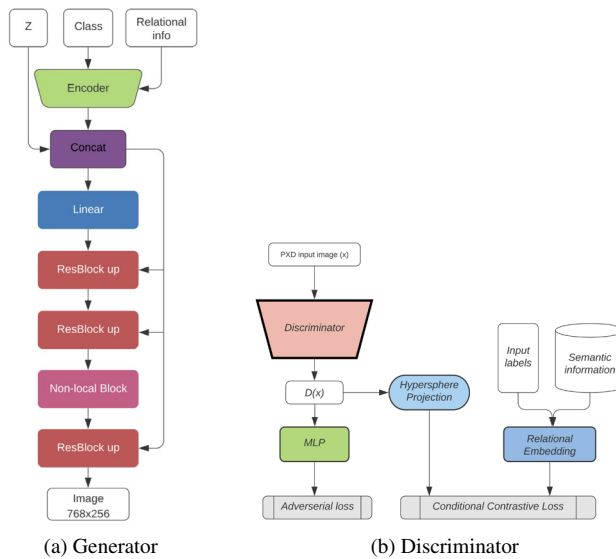 Z
Class
Relational
info
Encoder
Concat
Linear
ResBlock up
ResBlock up
Non-local Block
ResBlock up
Image
768x256
(a) Generator
PXD input image (x)
Discriminator
D(x)
Hypersphere
Projection
MLP
Adverserial loss
Input
labels
Semantic
information
Relational
Embedding
Conditional Contrastive Loss
(b) Discriminator